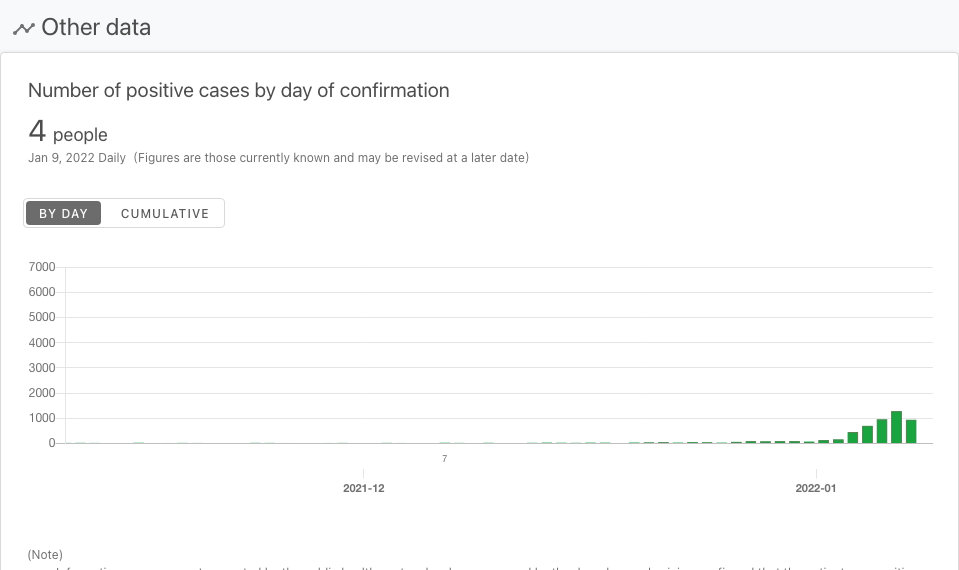 Other data
Number of positive cases by day of confirmation
4 people
Jan 9, 2022 Daily (Figures are those currently known and may be revised at a later date)
BY DAY CUMULATIVE
7000
6000
5000
4000
3000
2000
1000
0
7
2021-12 2022-01
(Note)